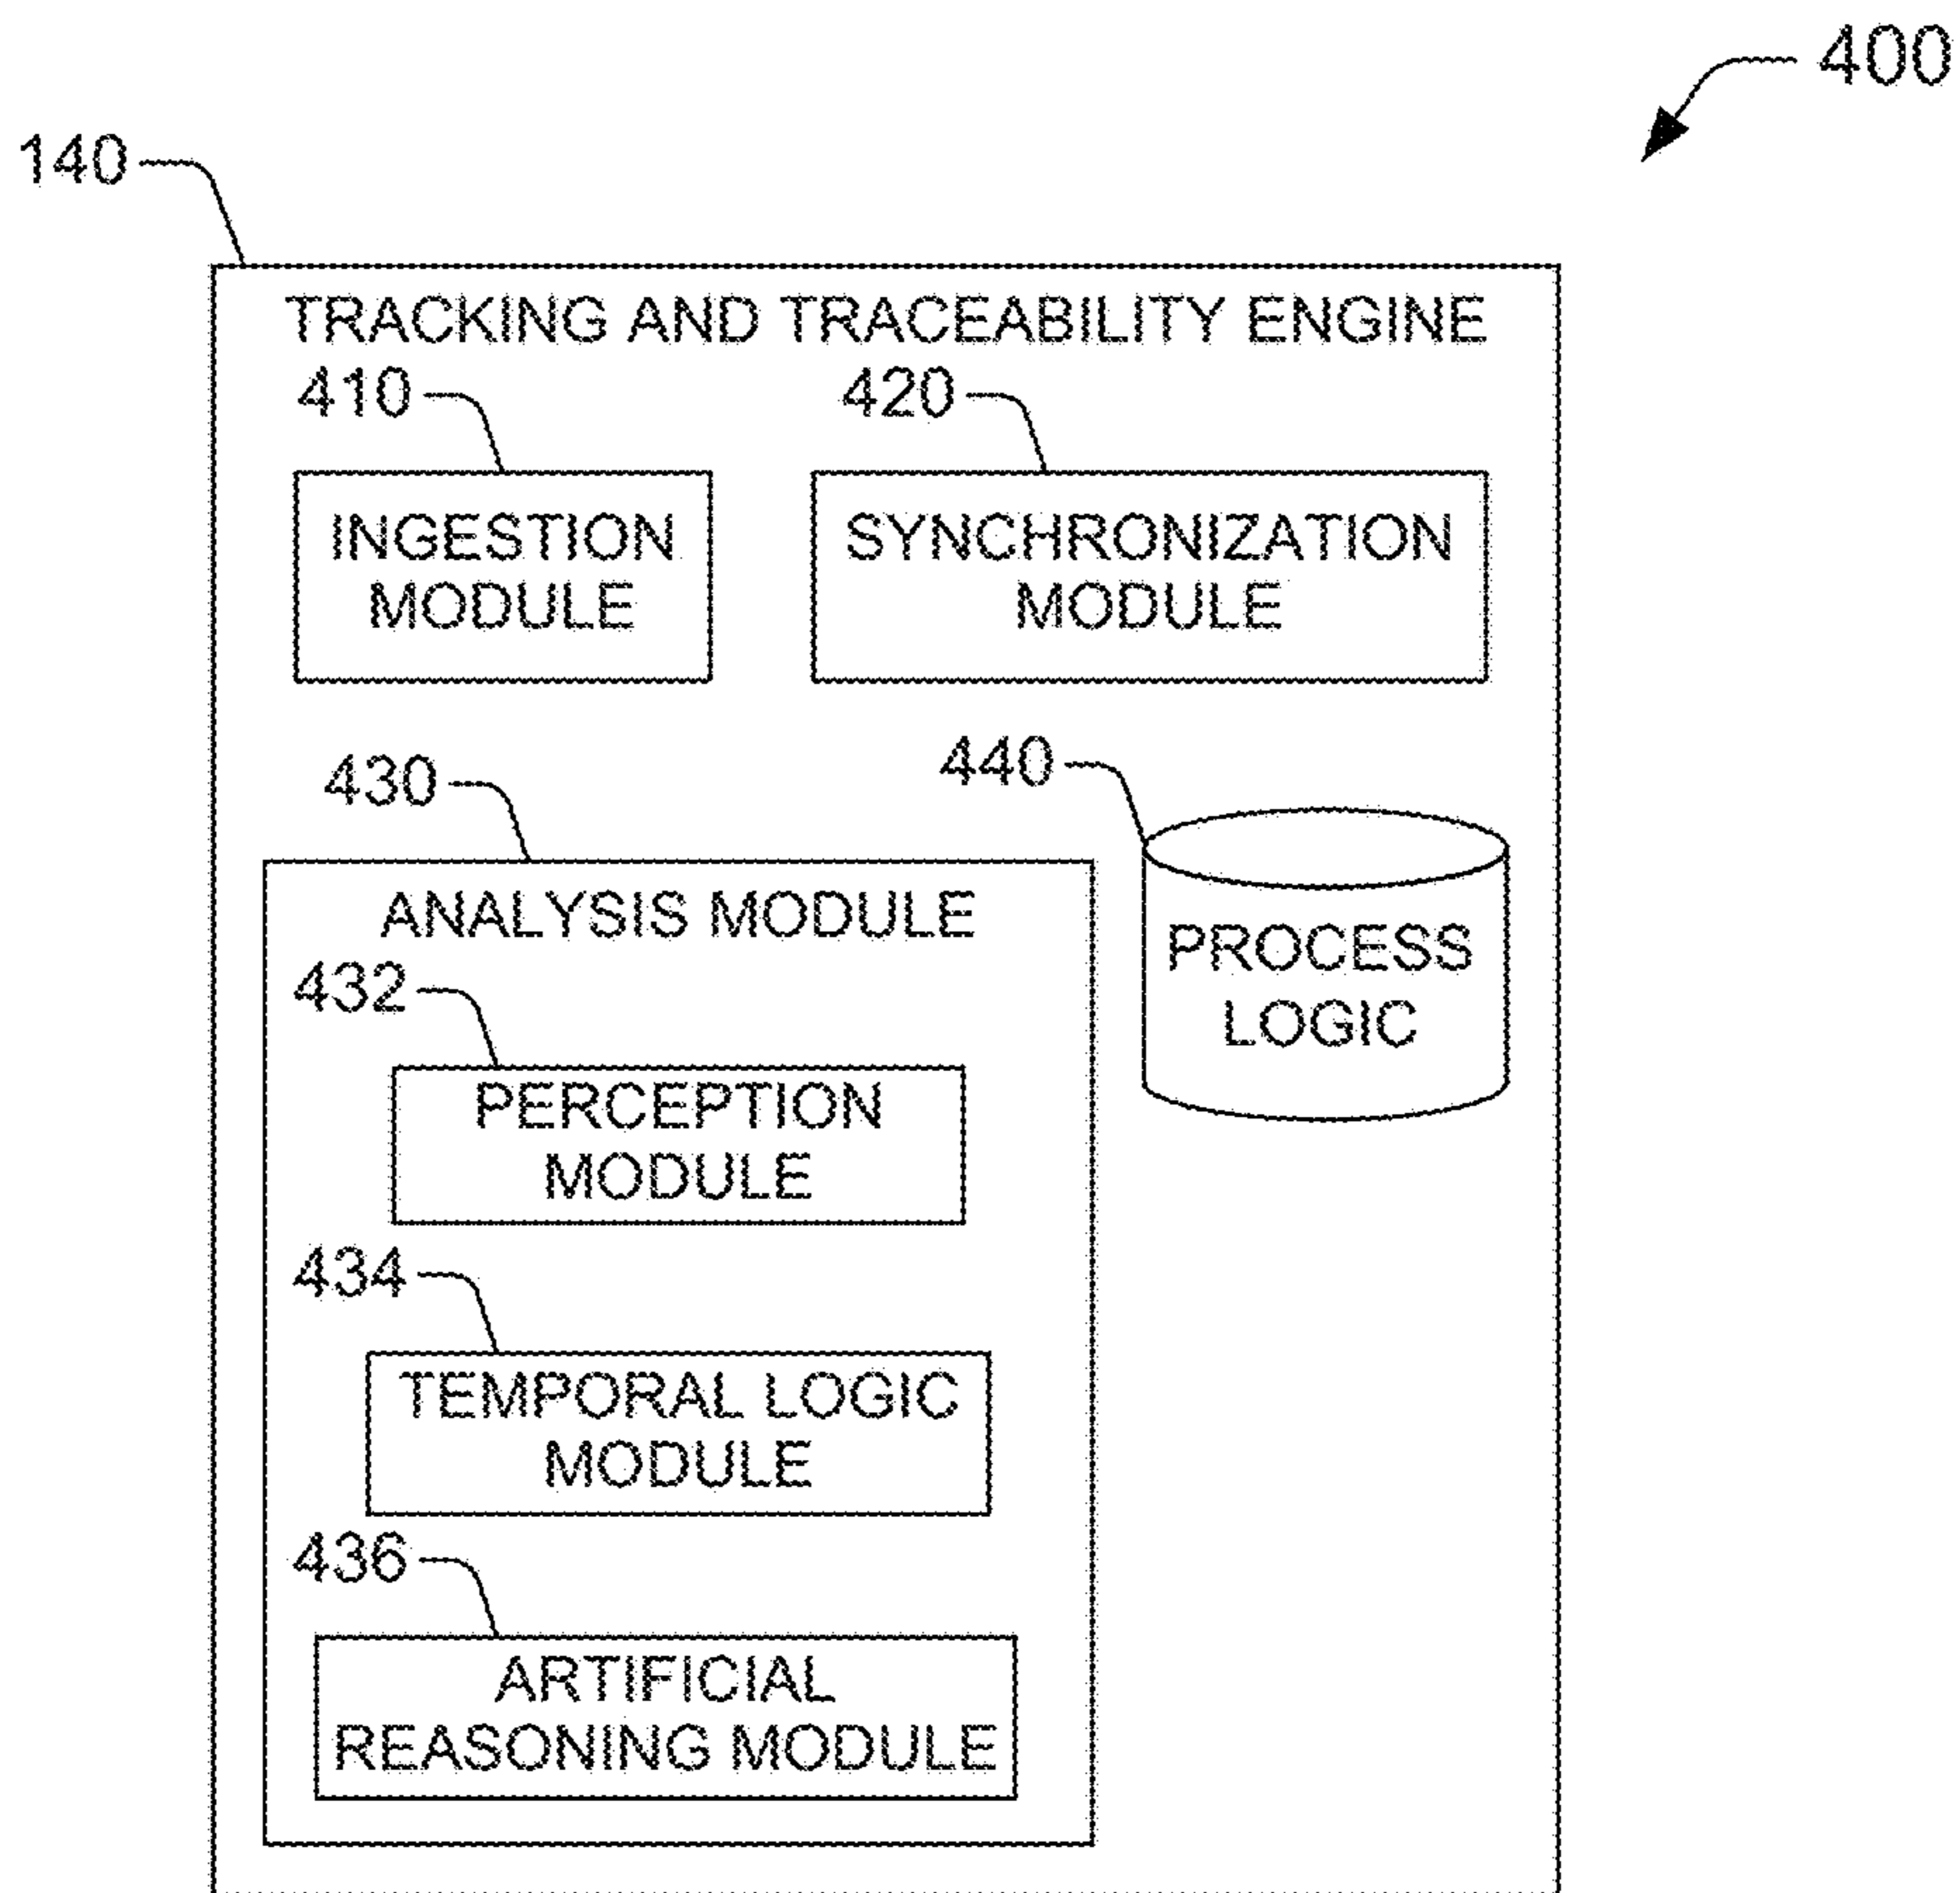 400
140
TRACKING AND TRACEABILITY ENGINE
410
420
INGESTION
MODULE
SYNCHRONIZATION
MODULE
430
440
ANALYSIS MODULE
PROCESS
LOGIC
432
PERCEPTION
MODULE
434
TEMPORAL LOGIC
MODULE
436
ARTIFICIAL
REASONING MODULE